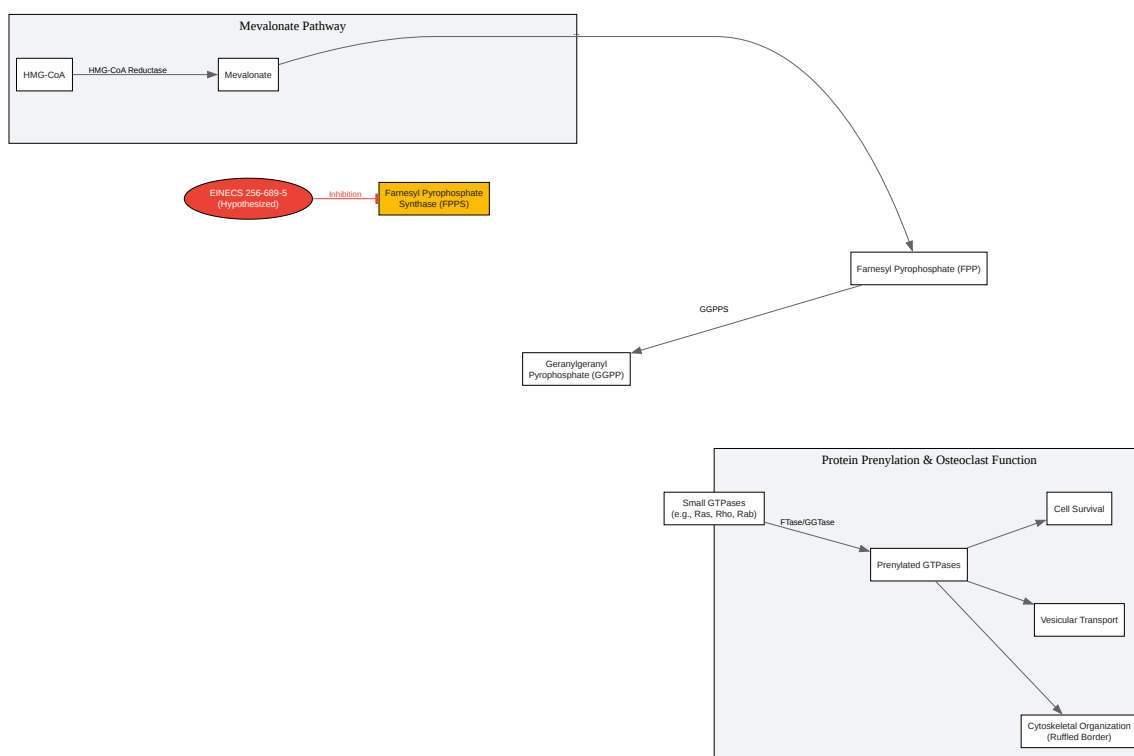 Mevalonate Pathway
HMG-CoA
HMG-CoA Reductase
Mevalonate
EINECS 256-689-5
(Hypothesized)
Inhibition
Farnesyl Pyrophosphate
Synthase (FPPS)
Farnesyl Pyrophosphate (FPP)
GGPPS
Geranylgeranyl
Pyrophosphate (GGPP)
Protein Prenylation & Osteoclast Function
Small GTPases
(e.g., Ras, Rho, Rab)
FTase/GGTase
Cell Survival
Prenylated GTPases
Vesicular Transport
Cytoskeletal Organization
(Ruffled Border)